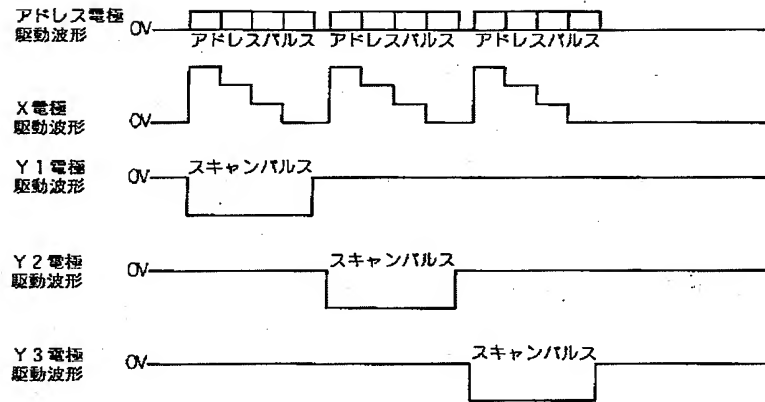 アドレス電極
駆動波形
0V
アドレスパルス アドレスパルス アドレスパルス
X電極
駆動波形
0V
Y1電極
駆動波形
0V
スキャンパルス
Y2電極
駆動波形
0V
スキャンパルス
Y3電極
駆動波形
0V
スキャンパルス